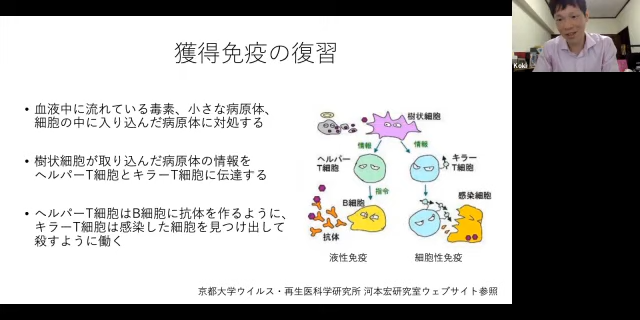 獲得免疫の復習
• 血液中に流れている毒素、小さな病原体、
細胞の中に入り込んだ病原体に対処する
• 樹状細胞が取り込んだ病原体の情報を
ヘルパーT細胞とキラーT細胞に伝達する
• ヘルパーT細胞はB細胞に抗体を作るように、
キラーT細胞は感染した細胞を見つけ出して
殺すように働く
樹状細胞
情報
情報
ヘルパー
T細胞
キラー
T細胞
指令
B細胞
感染細胞
抗体
液性免疫
細胞性免疫
京都大学ウイルス・再生医科学研究所 河本宏研究室ウェブサイト参照
Koki